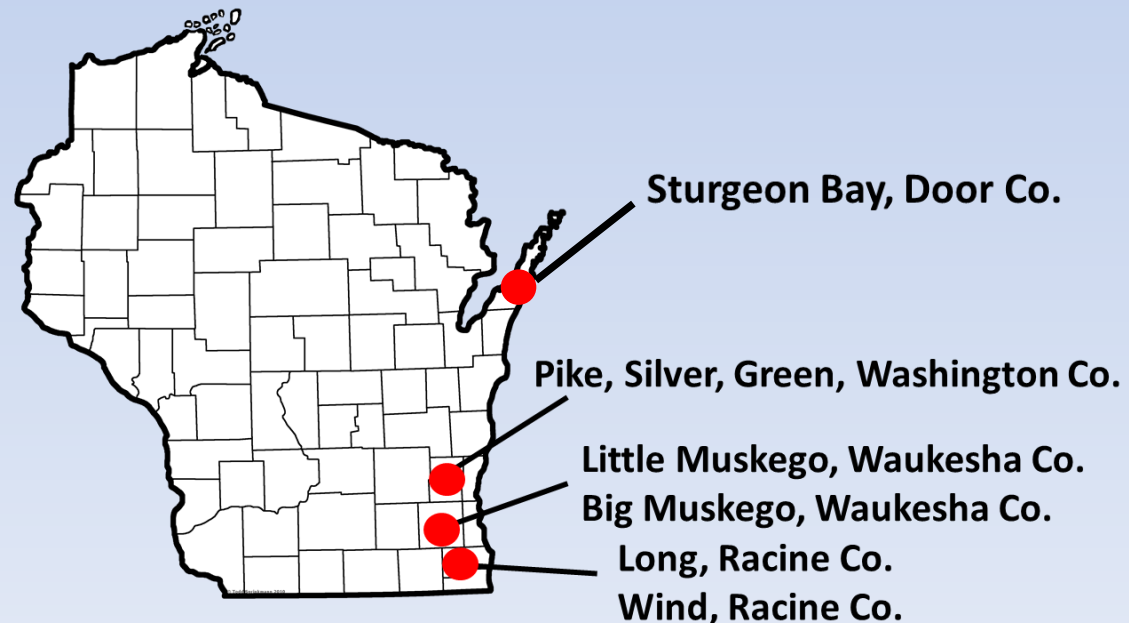 Sturgeon Bay, Door Co.
Pike, Silver, Green, Washington Co.
Little Muskego, Waukesha Co.
Big Muskego, Waukesha Co.
Long, Racine Co.
Wind, Racine Co.